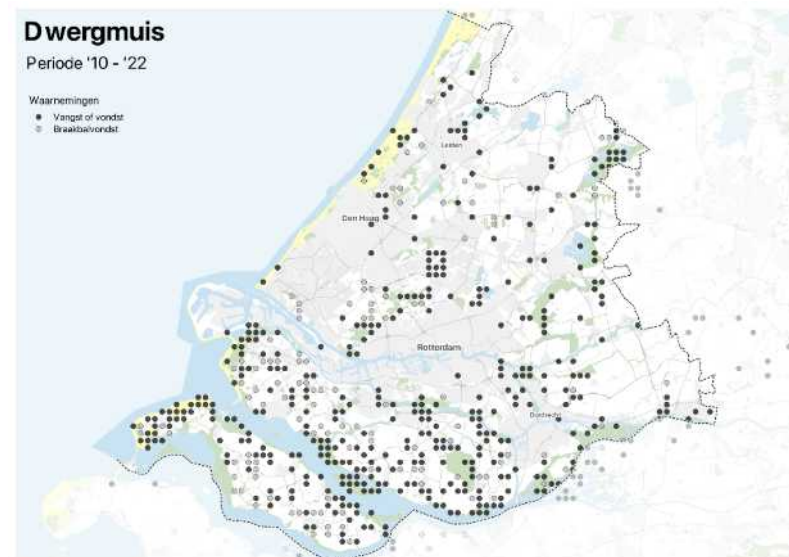 Dwergmuis
Periode '10 - '22
Waarnemingen
Vangst of vondst
Braakbalvondst
Leiden
Den Haag
Rotterdam
Dordrecht